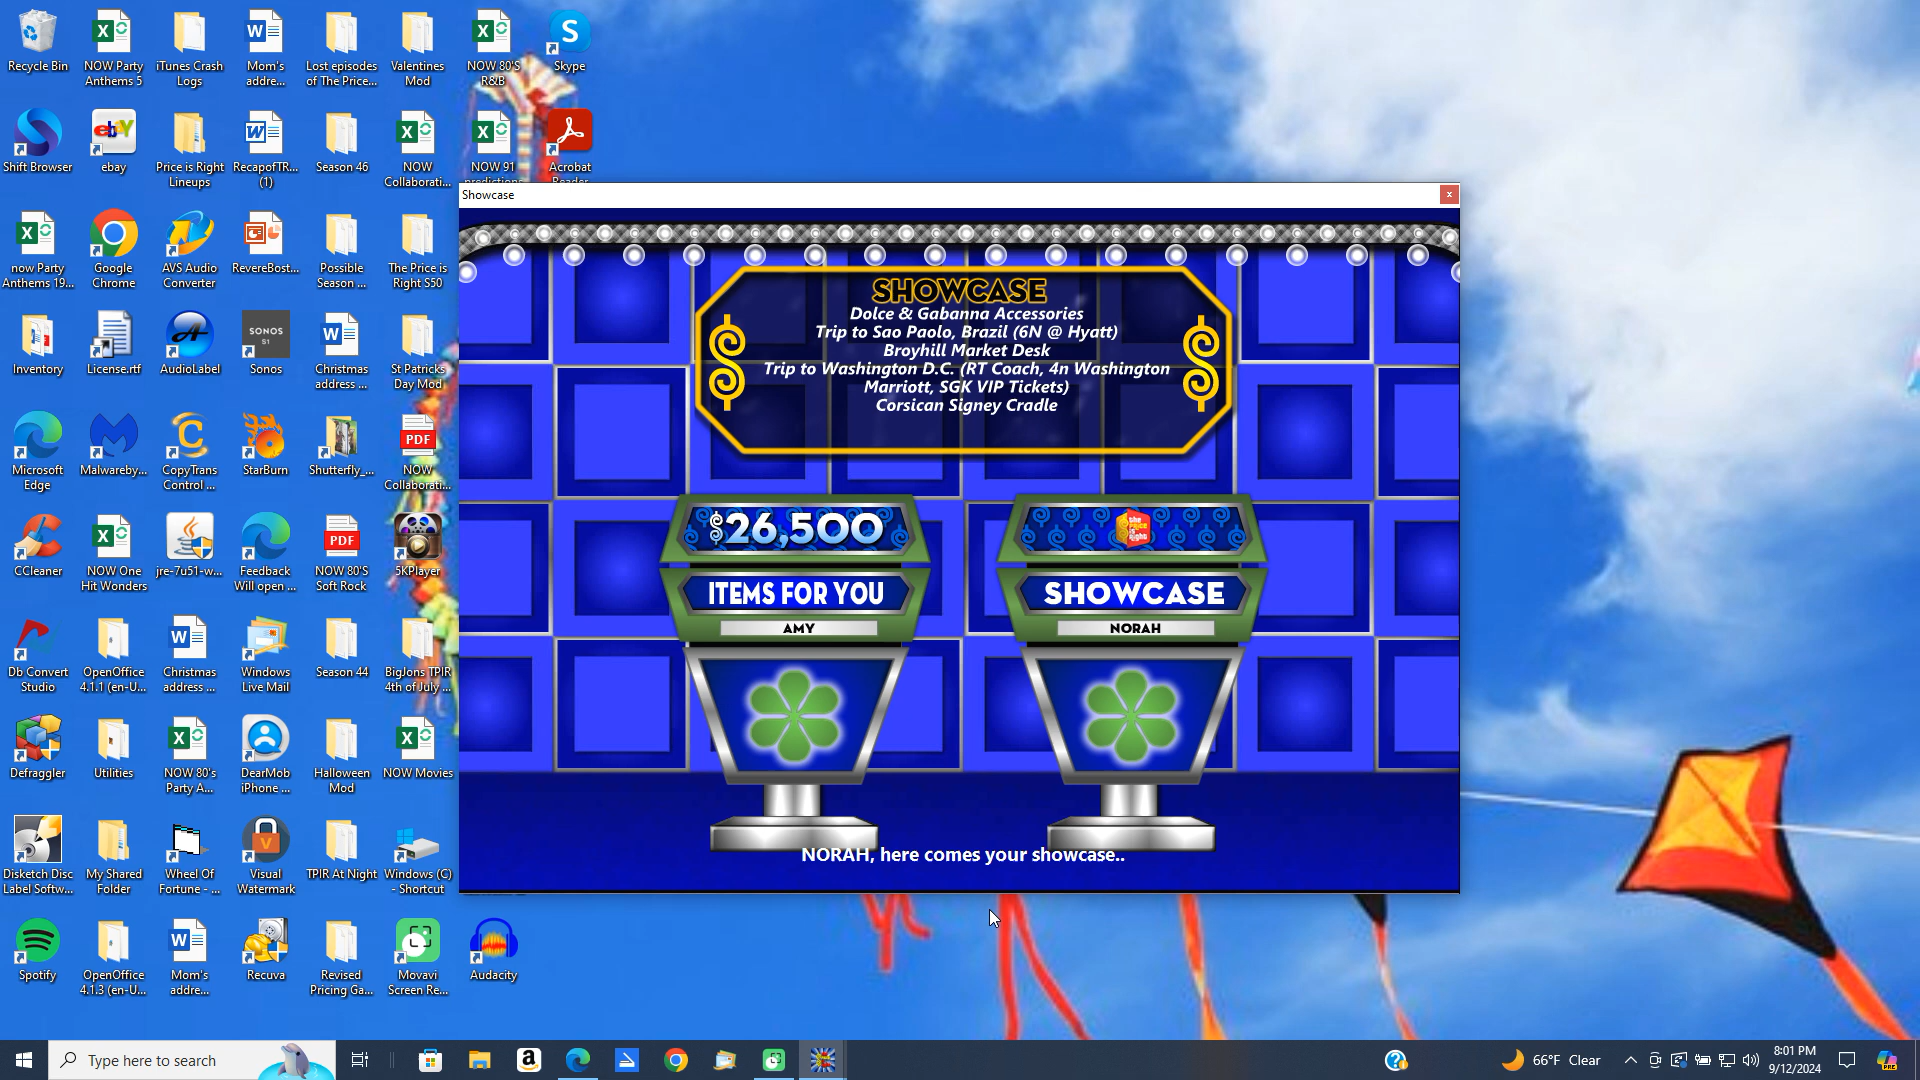 Recycle Bin
NOW Party
Anthems 5
iTunes Crash
Logs
Mom's
addre...
Lost episodes
of The Price...
Valentines
Mod
NOW 80'S
R&B
Skype
Shift Browser
ebay
Price is Right
Lineups
RecapofTR...
(1)
Season 46
NOW
Collaborati...
NOW 91
predictions
Acrobat
Reader
now Party
Anthems 19...
Google
Chrome
AVS Audio
Converter
RevereBost...
Possible
Season ...
The Price is
Right S50
Inventory
License.rtf
AudioLabel
SONOS
S1
Sonos
Christmas
address ...
St Patricks
Day Mod
Microsoft
Edge
Malwareby...
CopyTrans
Control ...
StarBurn
Shutterfly_...
PDF
NOW
Collaborati...
CCleaner
NOW One
Hit Wonders
jre-7u51-w...
Feedback
Will open ...
PDF
NOW 80'S
Soft Rock
5KPlayer
Db Convert
Studio
OpenOffice
4.1.1 (en-U...
Christmas
address ...
Windows
Live Mail
Season 44
BigJons TPIR
4th of July ...
Defraggler
Utilities
NOW 80's
Party A...
DearMob
iPhone ...
Halloween
Mod
NOW Movies
Disketch Disc
Label Softw...
My Shared
Folder
Wheel Of
Fortune - ...
Visual
Watermark
TPIR At Night
Windows (C)
- Shortcut
Spotify
OpenOffice
4.1.3 (en-U...
Mom's
addre...
Recuva
Revised
Pricing Ga...
Movavi
Screen Re...
Audacity
Showcase
SHOWCASE
Dolce & Gabanna Accessories
Trip to Sao Paolo, Brazil (6N @ Hyatt)
Broyhill Market Desk
Trip to Washington D.C. (RT Coach, 4n Washington
Marriott, SGK VIP Tickets)
Corsican Signey Cradle
$26,500
ITEMS FOR YOU
AMY
the
Price
is
right
SHOWCASE
NORAH
NORAH, here comes your showcase..
Type here to search
66°F Clear
8:01 PM
9/12/2024